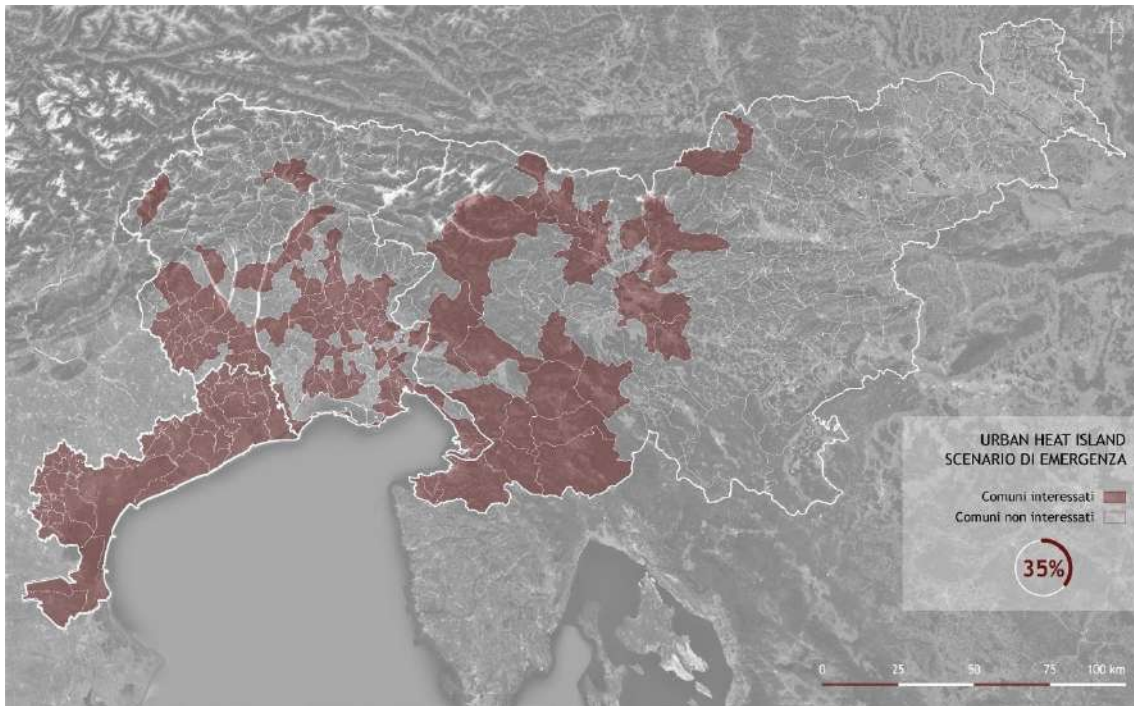 URBAN HEAT ISLAND
SCENARIO DI EMERGENZA
Comuni interessati
Comuni non interessati
35%
0 25 50 75 100 km